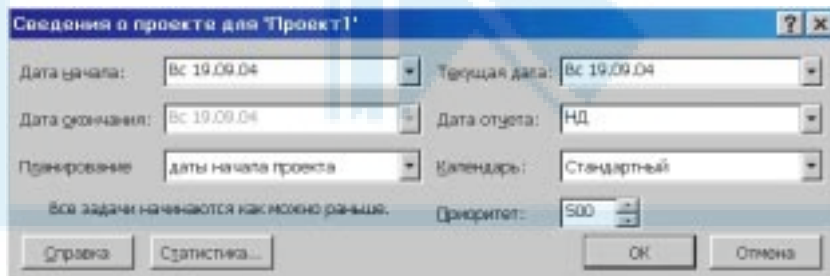 Сведения о проекте для 'Проект1'
Дата начала: Вс 19.09.04 Текущая дата: Вс 19.09.04
Дата окончания: Вс 19.09.04 Дата отчета: НД
Планирование даты начала проекта Календарь: Стандартный
Все задачи начинаются как можно раньше. Приоритет: 500
Справка Статистика... ОК Отмена